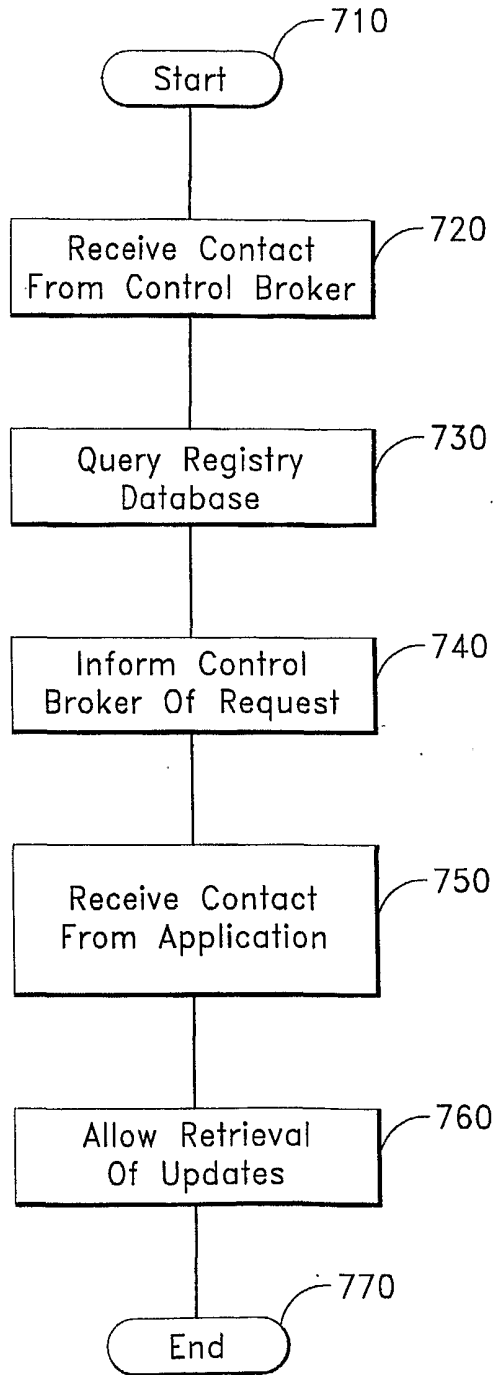 710
Start
720
Receive Contact
From Control Broker
730
Query Registry
Database
740
Inform Control
Broker Of Request
750
Receive Contact
From Application
760
Allow Retrieval
Of Updates
770
End